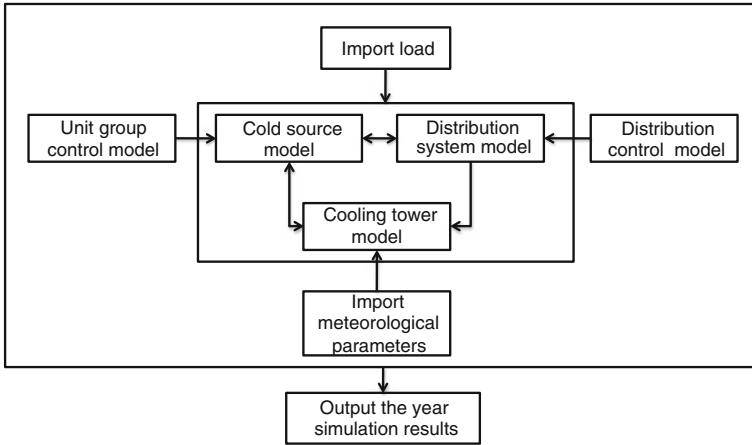 Import load
Unit group
control model
Cold source
model
Distribution
system model
Distribution
control model
Cooling tower
model
Import
meteorological
parameters
Output the year
simulation results